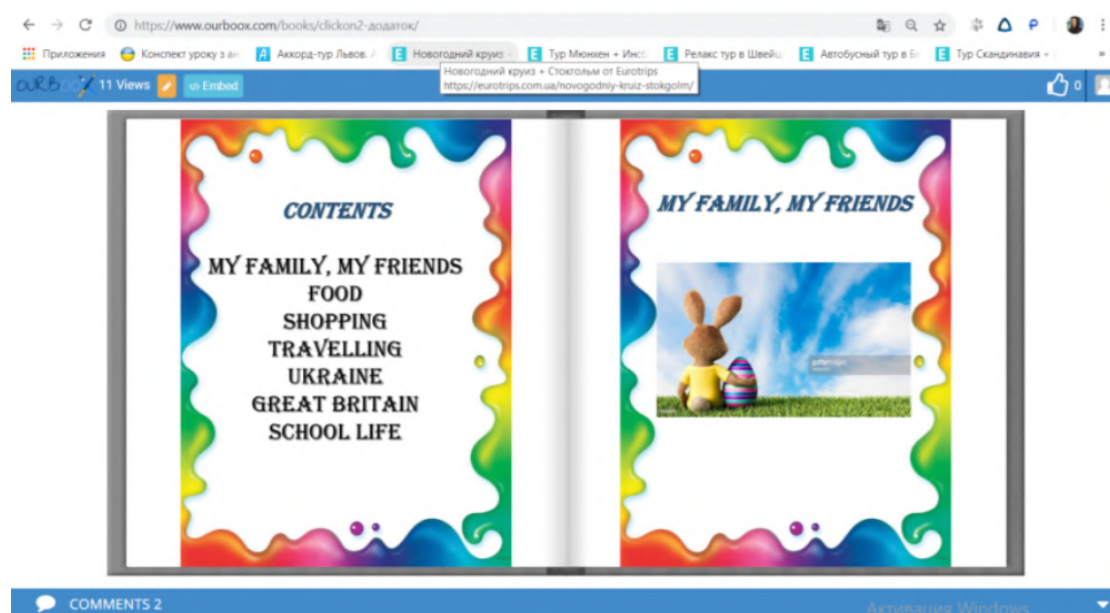 https://www.ourboox.com/books/clickon2-додаток/
Приложения
Конспект уроку з ан
Аккорд-тур Львов. А
Новогодний круиз -
Тур Мюнхен + Инсб
Релакс тур в Швейц
Автобусный тур в Бе
Тур Скандинавия +
Новогодний круиз + Стокгольм от Eurotrips
https://eurotrips.com.ua/novogodniy-kruiz-stokgolm/
OURBOOX 11 Views </> Embed 0
CONTENTS
MY FAMILY, MY FRIENDS
FOOD
SHOPPING
TRAVELLING
UKRAINE
GREAT BRITAIN
SCHOOL LIFE
MY FAMILY, MY FRIENDS
gettyimages
COMMENTS 2
Активация Windows